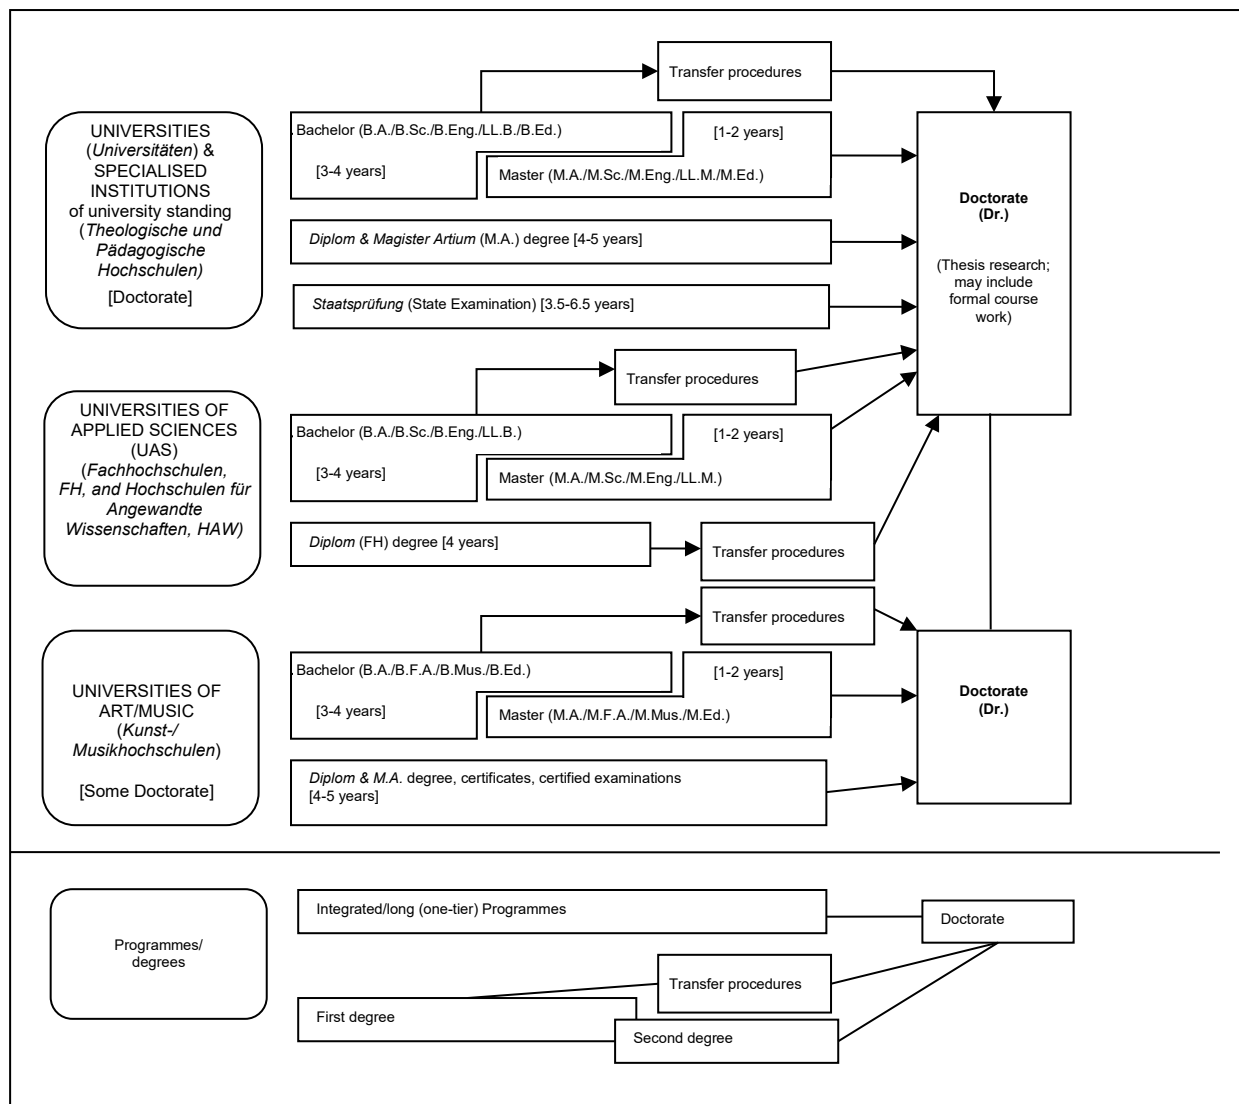 Transfer procedures
UNIVERSITIES
(Universitäten) &
SPECIALISED
INSTITUTIONS
of university standing
(Theologische und
Pädagogische
Hochschulen)
[Doctorate]
. Bachelor (B.A./B.Sc./B.Eng./LL.B./B.Ed.)
[3-4 years]
[1-2 years]
Master (M.A./M.Sc./M.Eng./LL.M./M.Ed.)
Diplom & Magister Artium (M.A.) degree [4-5 years]
Staatsprüfung (State Examination) [3.5-6.5 years]
Doctorate
(Dr.)
(Thesis research;
may include
formal course
work)
Transfer procedures
UNIVERSITIES OF
APPLIED SCIENCES
(UAS)
(Fachhochschulen,
FH, and Hochschulen für
Angewandte
Wissenschaften, HAW)
. Bachelor (B.A./B.Sc./B.Eng./LL.B.)
[3-4 years]
[1-2 years]
Master (M.A./M.Sc./M.Eng./LL.M.)
Diplom (FH) degree [4 years]
Transfer procedures
Transfer procedures
UNIVERSITIES OF
ART/MUSIC
(Kunst-/
Musikhochschulen)
[Some Doctorate]
. Bachelor (B.A./B.F.A./B.Mus./B.Ed.)
[3-4 years]
[1-2 years]
Master (M.A./M.F.A./M.Mus./M.Ed.)
Diplom & M.A. degree, certificates, certified examinations
[4-5 years]
Doctorate
(Dr.)
Programmes/
degrees
Integrated/long (one-tier) Programmes
Doctorate
Transfer procedures
First degree
Second degree